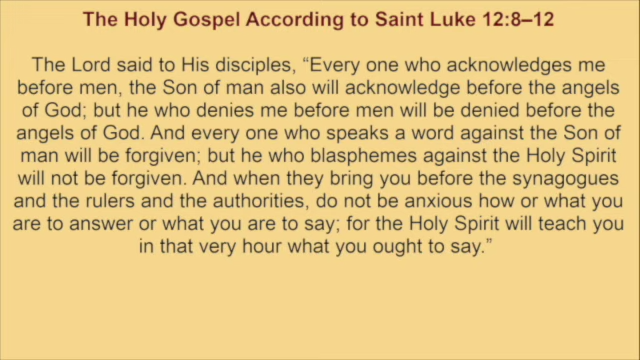 The Holy Gospel According to Saint Luke 12:8–12
The Lord said to His disciples, “Every one who acknowledges me
before men, the Son of man also will acknowledge before the angels
of God; but he who denies me before men will be denied before the
angels of God. And every one who speaks a word against the Son of
man will be forgiven; but he who blasphemes against the Holy Spirit
will not be forgiven. And when they bring you before the synagogues
and the rulers and the authorities, do not be anxious how or what you
are to answer or what you are to say; for the Holy Spirit will teach you
in that very hour what you ought to say.”